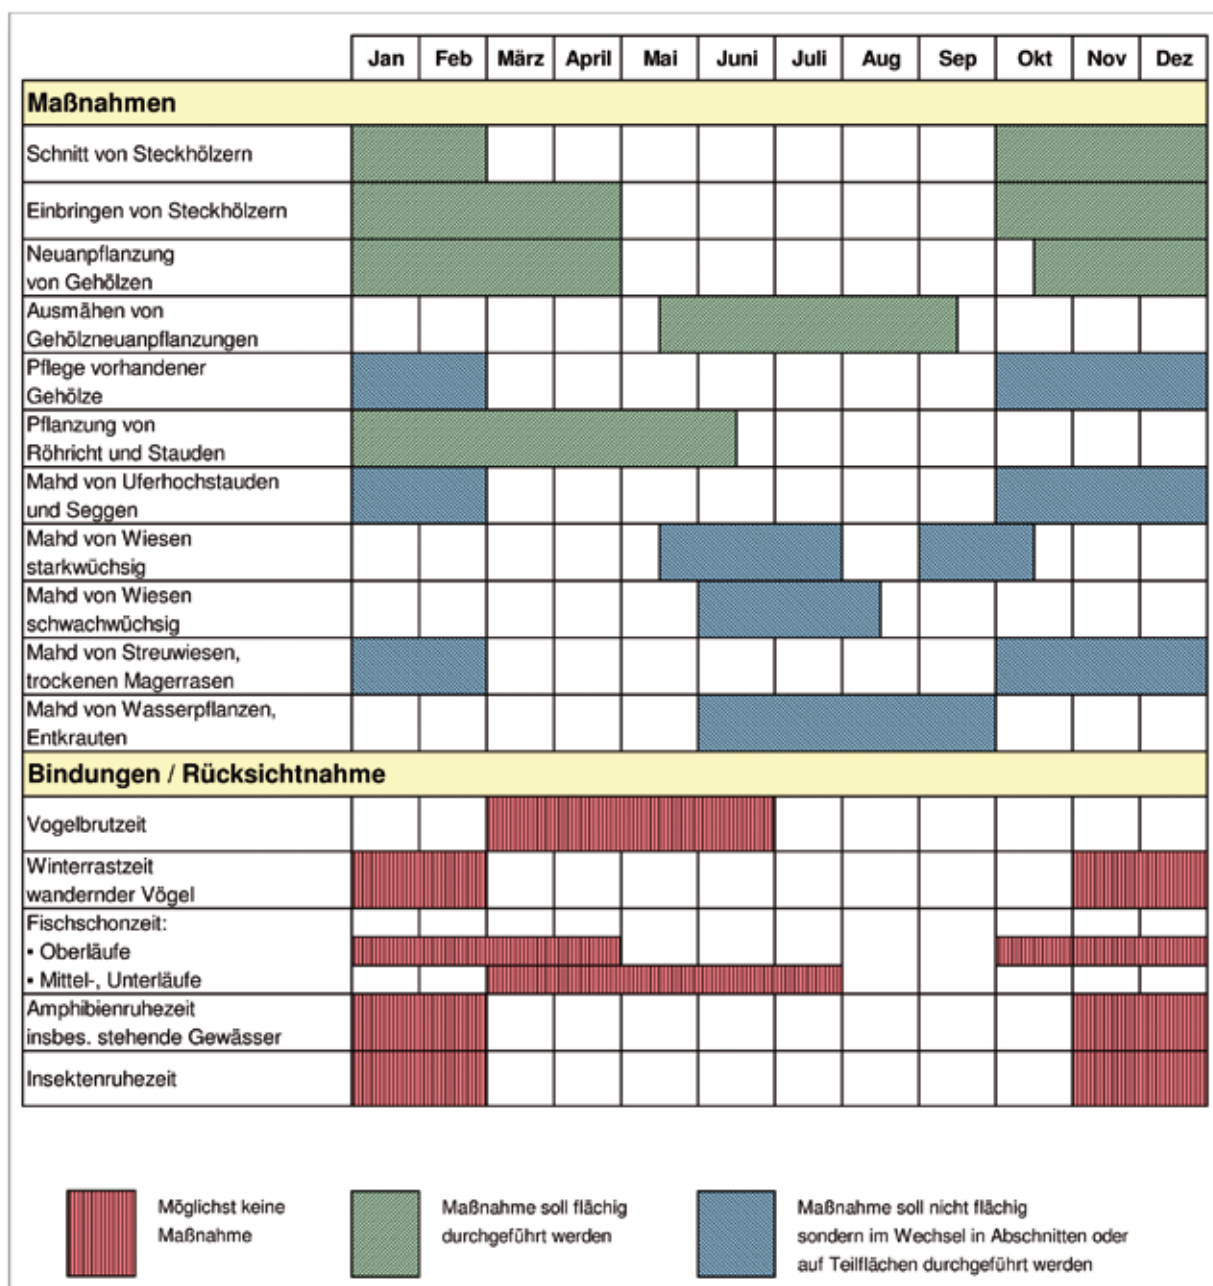 Jan Feb März April Mai Juni Juli Aug Sep Okt Nov Dez
Maßnahmen
Schnitt von Steckhölzern
Einbringen von Steckhölzern
Neuanpflanzung
von Gehölzen
Ausmähen von
Gehölzneuanpflanzungen
Pflege vorhandener
Gehölze
Pflanzung von
Röhricht und Stauden
Mahd von Uferhochstauden
und Seggen
Mahd von Wiesen
starkwüchsig
Mahd von Wiesen
schwachwüchsig
Mahd von Streuwiesen,
trockenen Magerrasen
Mahd von Wasserpflanzen,
Entkrauten
Bindungen / Rücksichtnahme
Vogelbrutzeit
Winterrastzeit
wandernder Vögel
Fischschonzeit:
• Oberläufe
• Mittel-, Unterläufe
Amphibienruhezeit
insbes. stehende Gewässer
Insektenruhezeit
Möglichst keine
Maßnahme
Maßnahme soll flächig
durchgeführt werden
Maßnahme soll nicht flächig
sondern im Wechsel in Abschnitten oder
auf Teilflächen durchgeführt werden